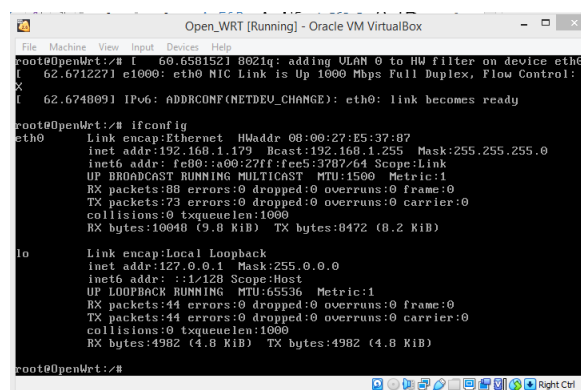 Open_WRT [Running] - Oracle VM VirtualBox
File Machine View Input Devices Help
root@OpenWrt:/# [   60.658152] 8021q: adding VLAN 0 to HW filter on device eth0
[   62.671227] e1000: eth0 NIC Link is Up 1000 Mbps Full Duplex, Flow Control:
X
[   62.674809] IPv6: ADDRCONF(NETDEV_CHANGE): eth0: link becomes ready
root@OpenWrt:/# ifconfig
eth0      Link encap:Ethernet  HWaddr 08:00:27:E5:37:87
inet addr:192.168.1.179  Bcast:192.168.1.255  Mask:255.255.255.0
inet6 addr: fe80::a00:27ff:fee5:3787/64 Scope:Link
UP BROADCAST RUNNING MULTICAST  MTU:1500  Metric:1
RX packets:88 errors:0 dropped:0 overruns:0 frame:0
TX packets:73 errors:0 dropped:0 overruns:0 carrier:0
collisions:0 txqueuelen:1000
RX bytes:10048 (9.8 KiB)  TX bytes:8472 (8.2 KiB)
lo        Link encap:Local Loopback
inet addr:127.0.0.1  Mask:255.0.0.0
inet6 addr: ::1/128 Scope:Host
UP LOOPBACK RUNNING  MTU:65536  Metric:1
RX packets:44 errors:0 dropped:0 overruns:0 frame:0
TX packets:44 errors:0 dropped:0 overruns:0 carrier:0
collisions:0 txqueuelen:1000
RX bytes:4982 (4.8 KiB)  TX bytes:4982 (4.8 KiB)
root@OpenWrt:/#
Right Ctrl